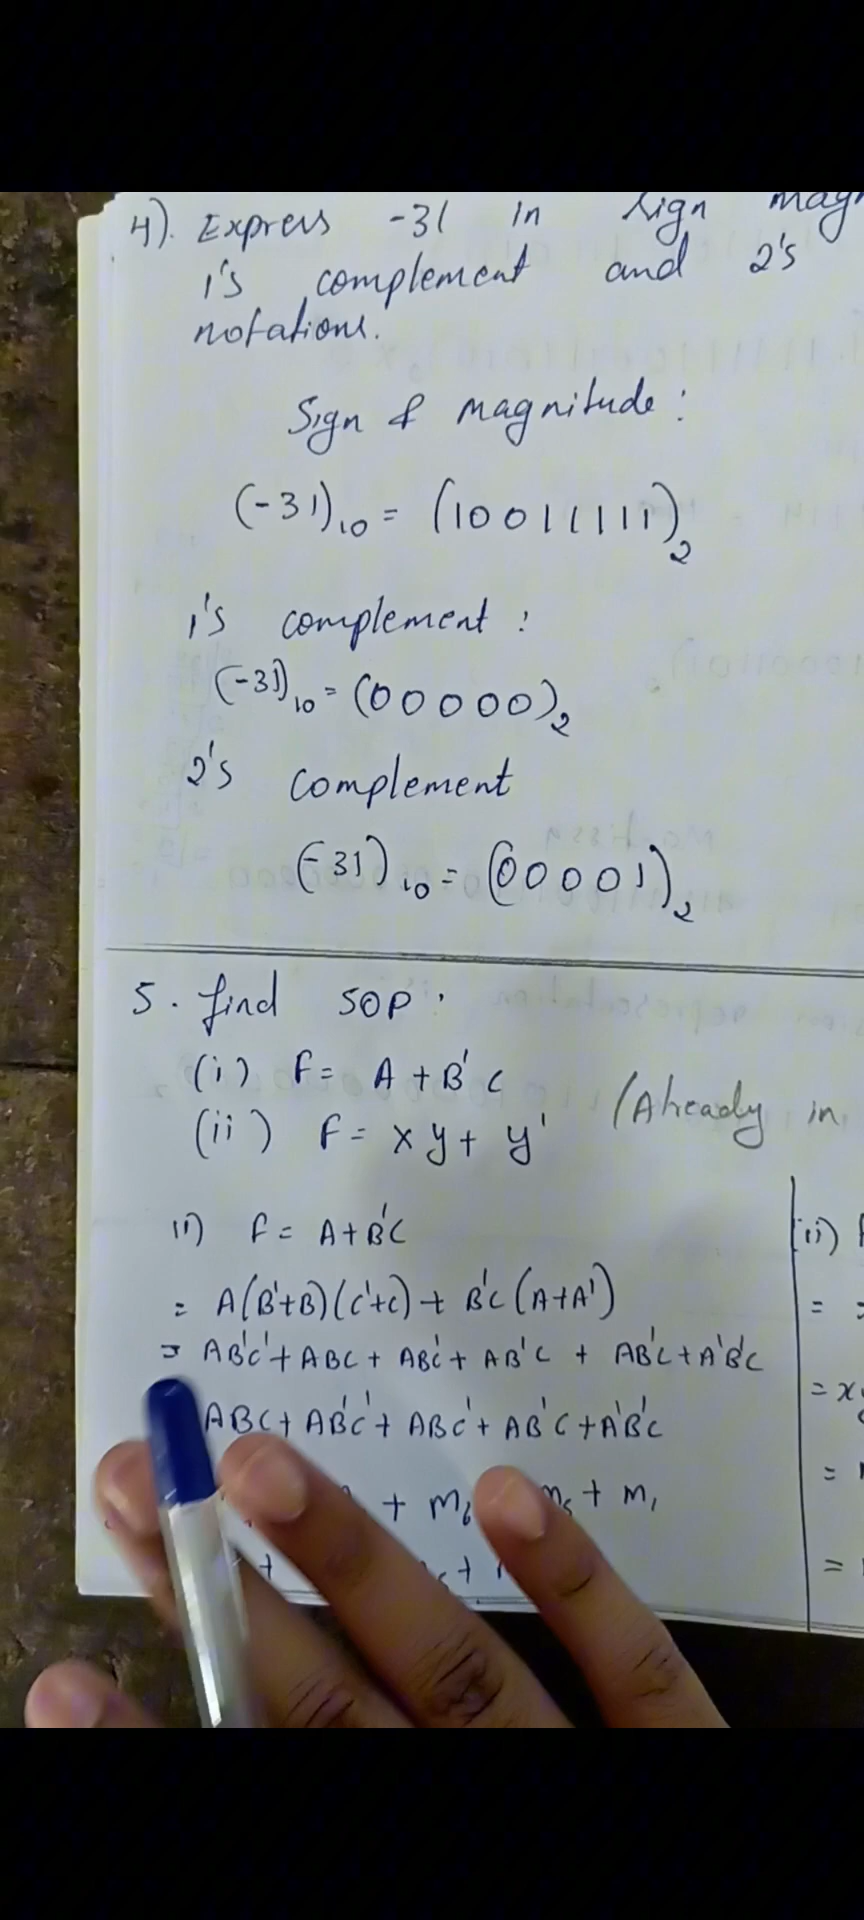 4). Express -31 in sign
1's complement and 2's
notations.
Sign & magnitude:
(-31)10 = (10011111)2
1's complement:
(-31)10 = (00000)2
2's complement
(-31)10 = (00001)2
5. find SOP.
(i) F = A + B'C
(ii) F = xy + y' (Already in
ii) F = A + B'C
= A(B'+B)(C'+C) + B'C(A+A')
= AB'C' + ABC + ABC' + AB'C + AB'C + A'B'C
ABC + AB'C' + ABC' + AB'C + A'B'C
+ m6 + m1
ii)
=
= x
=
=